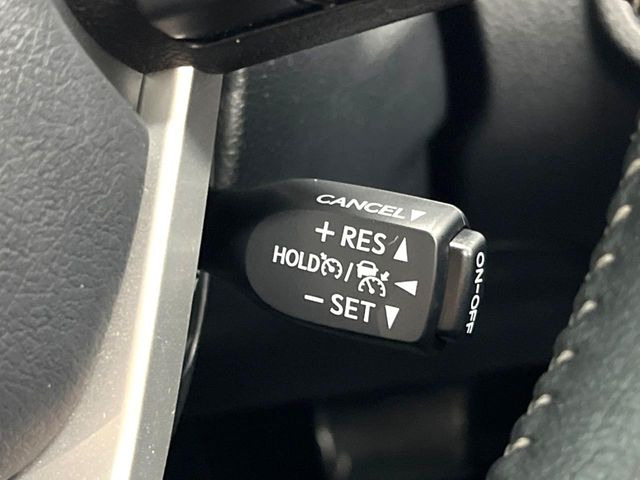 CANCEL▼
+ RES ▲
HOLD / ◀
− SET ▼
ON-OFF